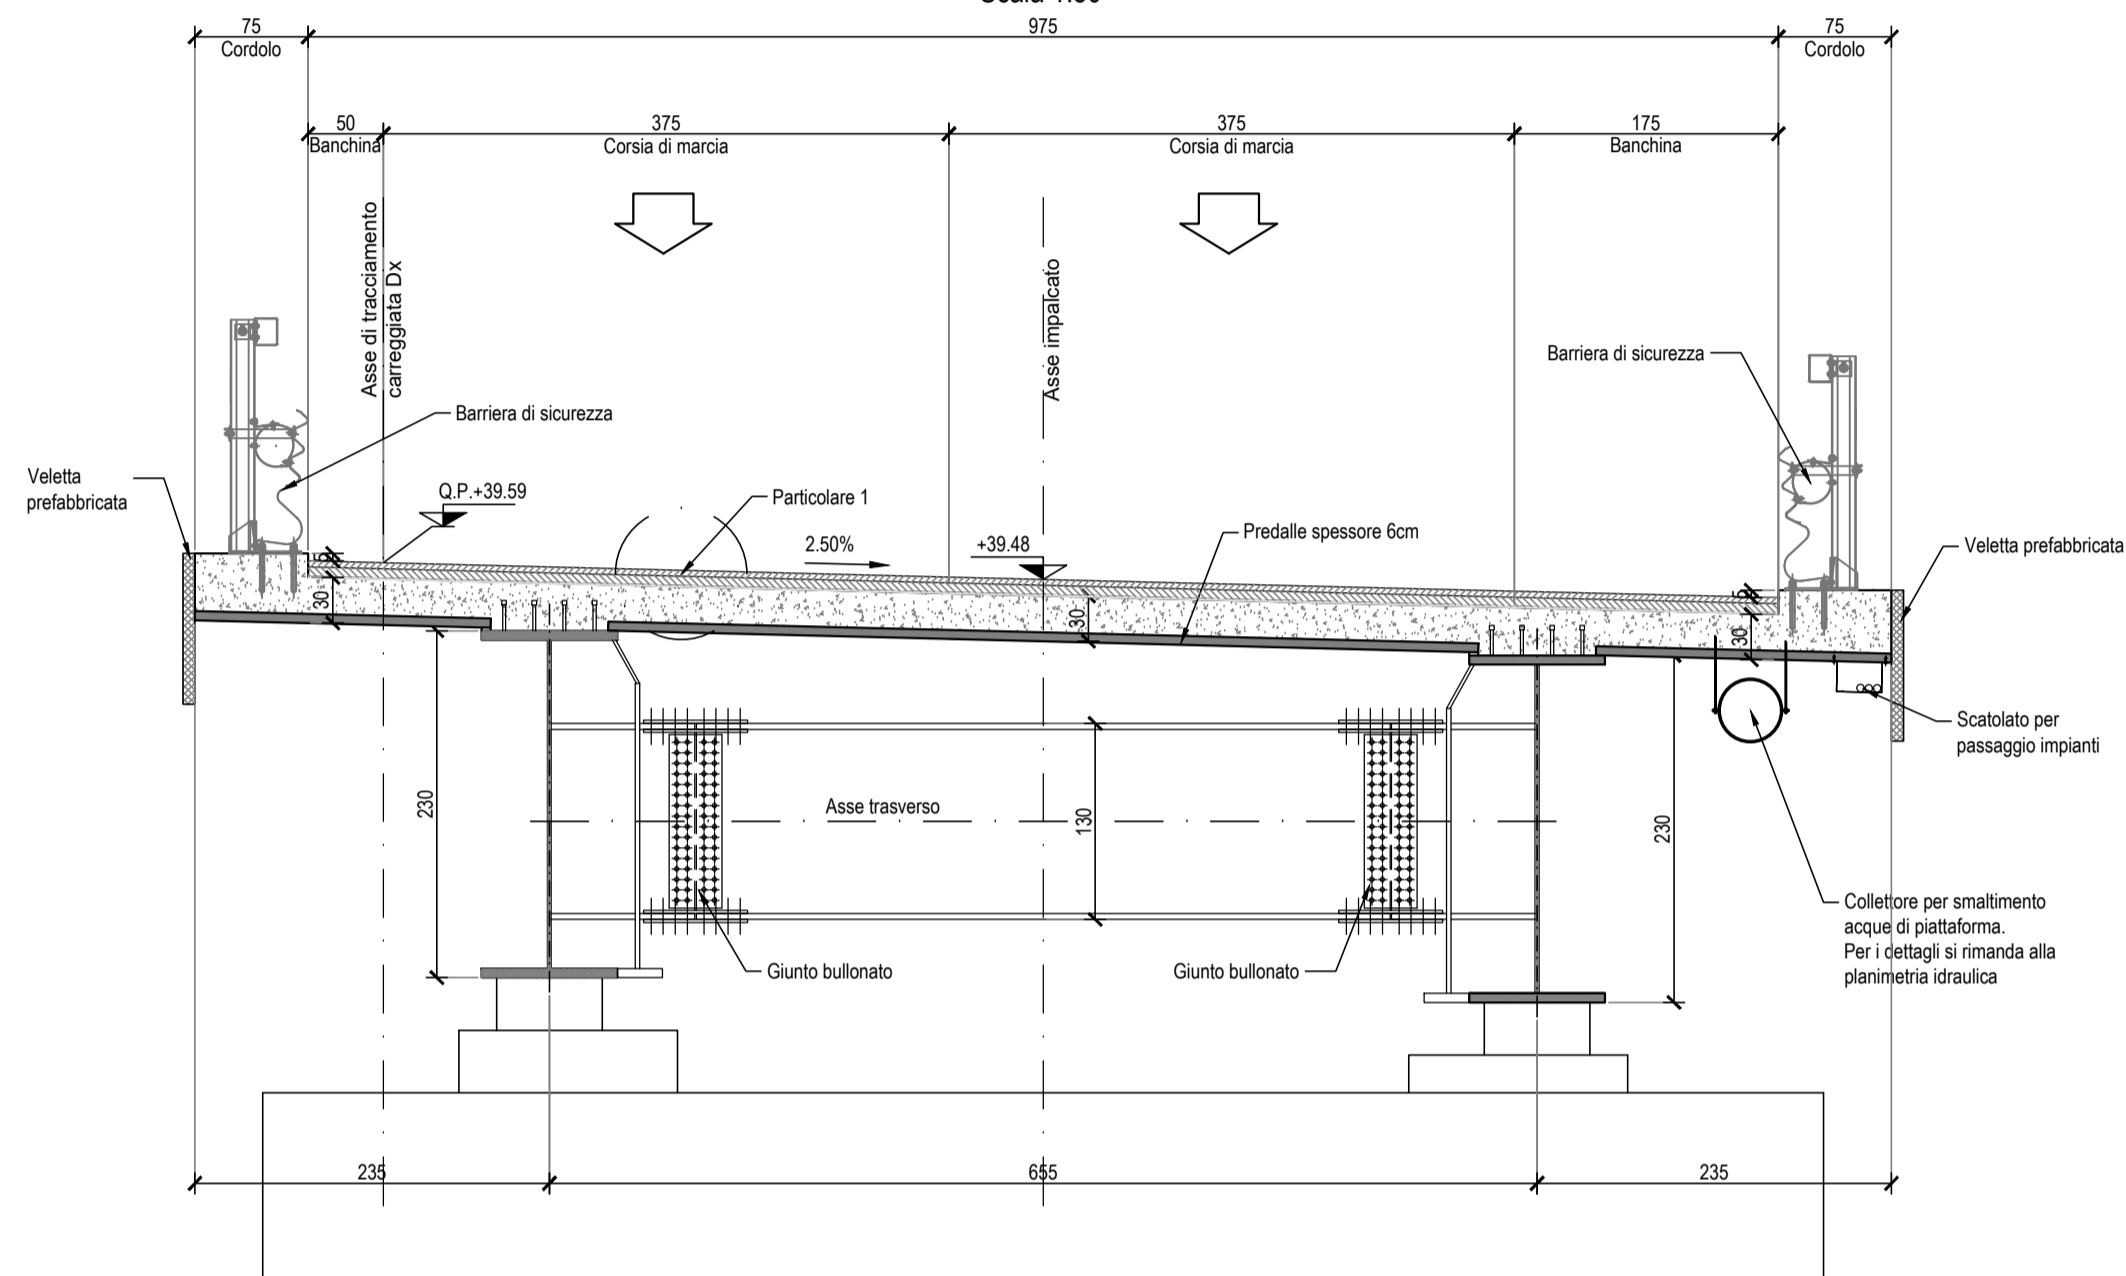 75
975
75
Cordolo
Cordolo
50
375
375
175
Banchina
Corsia di marcia
Corsia di marcia
Banchina
Asse di tracciamento
carreggiata Dx
Asse impalcato
Barriera di sicurezza
Barriera di sicurezza
Veletta
prefabbricata
Q.P.+39.59
Particolare 1
2.50%
+39.48
Predalle spessore 6cm
Veletta prefabbricata
30
30
30
Scatolato per
passaggio impianti
230
Asse trasverso
130
230
Giunto bullonato
Giunto bullonato
Collettore per smaltimento
acque di piattaforma.
Per i dettagli si rimanda alla
planimetria idraulica
235
655
235